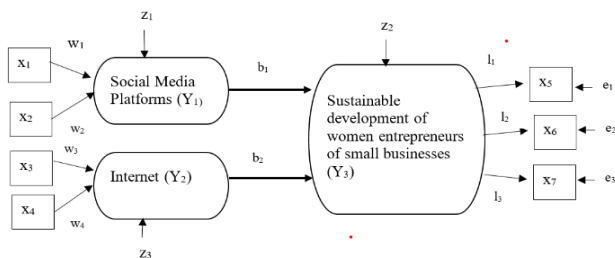 z₁
z₂
w₁
x₁
Social Media
Platforms (Y₁)
b₁
l₁
x₅
e₁
x₂
w₂
Sustainable
development of
women entrepreneurs
of small businesses
(Y₃)
l₂
x₆
e₂
x₃
w₃
Internet (Y₂)
b₂
x₄
w₄
l₃
x₇
e₃
z₃